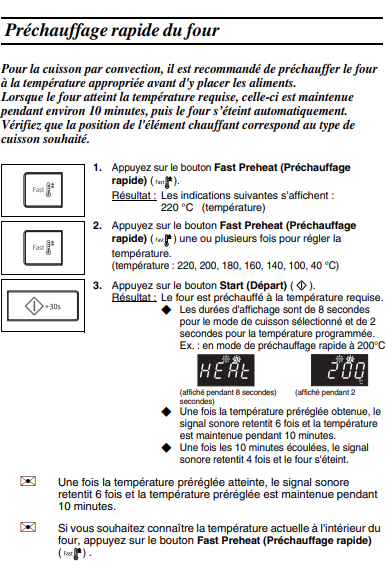 Préchauffage rapide du four
Pour la cuisson par convection, il est recommandé de préchauffer le four
à la température appropriée avant d'y placer les aliments.
Lorsque le four atteint la température requise, celle-ci est maintenue
pendant environ 10 minutes, puis le four s'éteint automatiquement.
Vérifiez que la position de l'élément chauffant correspond au type de
cuisson souhaité.
Fast
1. Appuyez sur le bouton Fast Preheat (Préchauffage
rapide) ( Fast ).
Résultat : Les indications suivantes s'affichent :
220 °C (température)
Fast
2. Appuyez sur le bouton Fast Preheat (Préchauffage
rapide) ( Fast ) une ou plusieurs fois pour régler la
température.
(température : 220, 200, 180, 160, 140, 100, 40 °C)
+30s
3. Appuyez sur le bouton Start (Départ) ( ).
Résultat : Le four est préchauffé à la température requise.
◆ Les durées d'affichage sont de 8 secondes
pour le mode de cuisson sélectionné et de 2
secondes pour la température programmée.
Ex. : en mode de préchauffage rapide à 200°C
HEAt 200 °C
(affiché pendant 8 secondes) (affiché pendant 2
secondes)
◆ Une fois la température préréglée obtenue, le
signal sonore retentit 6 fois et la température
est maintenue pendant 10 minutes.
◆ Une fois les 10 minutes écoulées, le signal
sonore retentit 4 fois et le four s'éteint.
Une fois la température préréglée atteinte, le signal sonore
retentit 6 fois et la température préréglée est maintenue pendant
10 minutes.
Si vous souhaitez connaître la température actuelle à l'intérieur du
four, appuyez sur le bouton Fast Preheat (Préchauffage rapide)
( Fast ) .